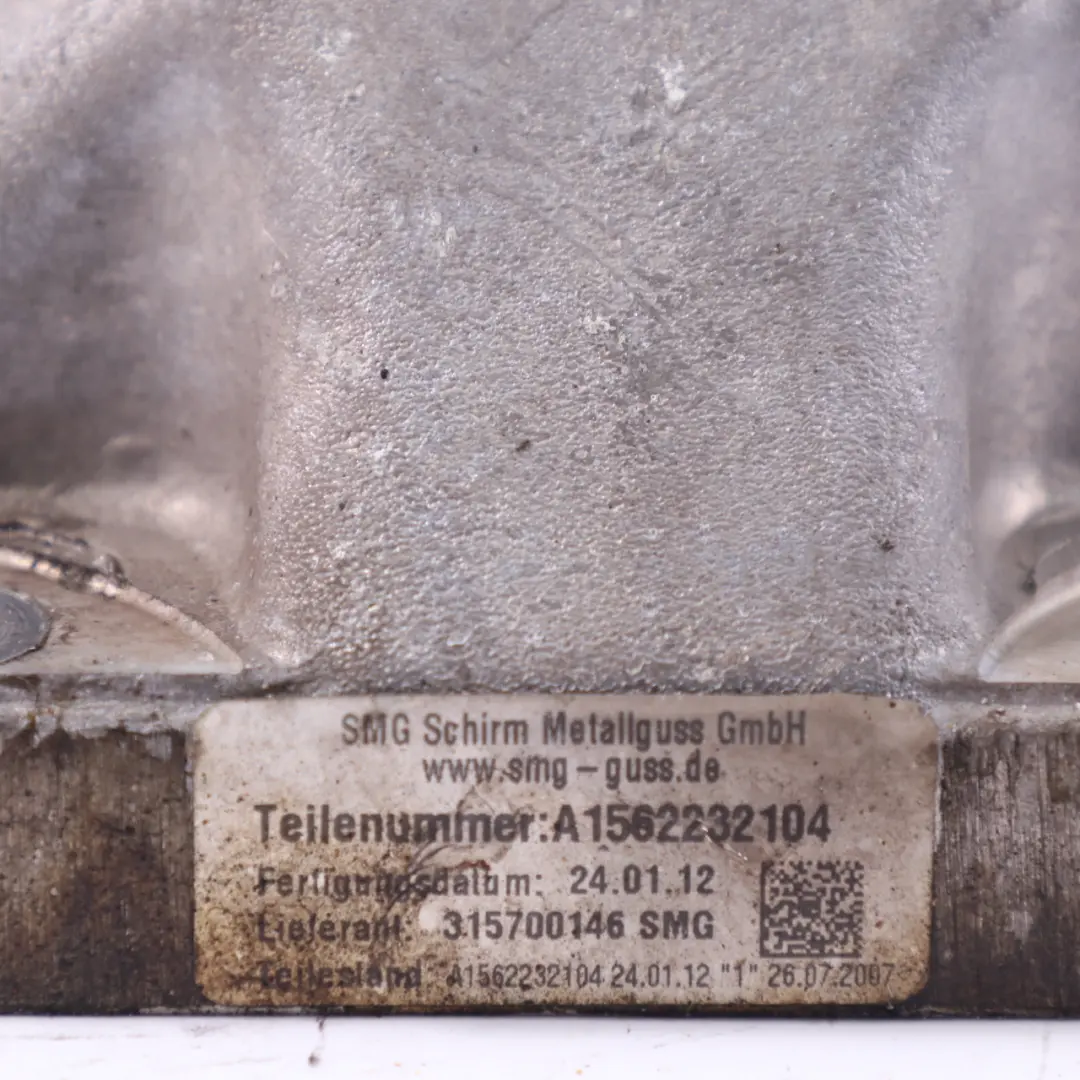 SMG Schirm Metallguss GmbH
www.smg-guss.de
Teilenummer: A1562232104
Fertigungsdatum: 24.01.12
Lieferant: 315700146 SMG
Teilestand A1562232104 24.01.12 "1" 26.07.2007